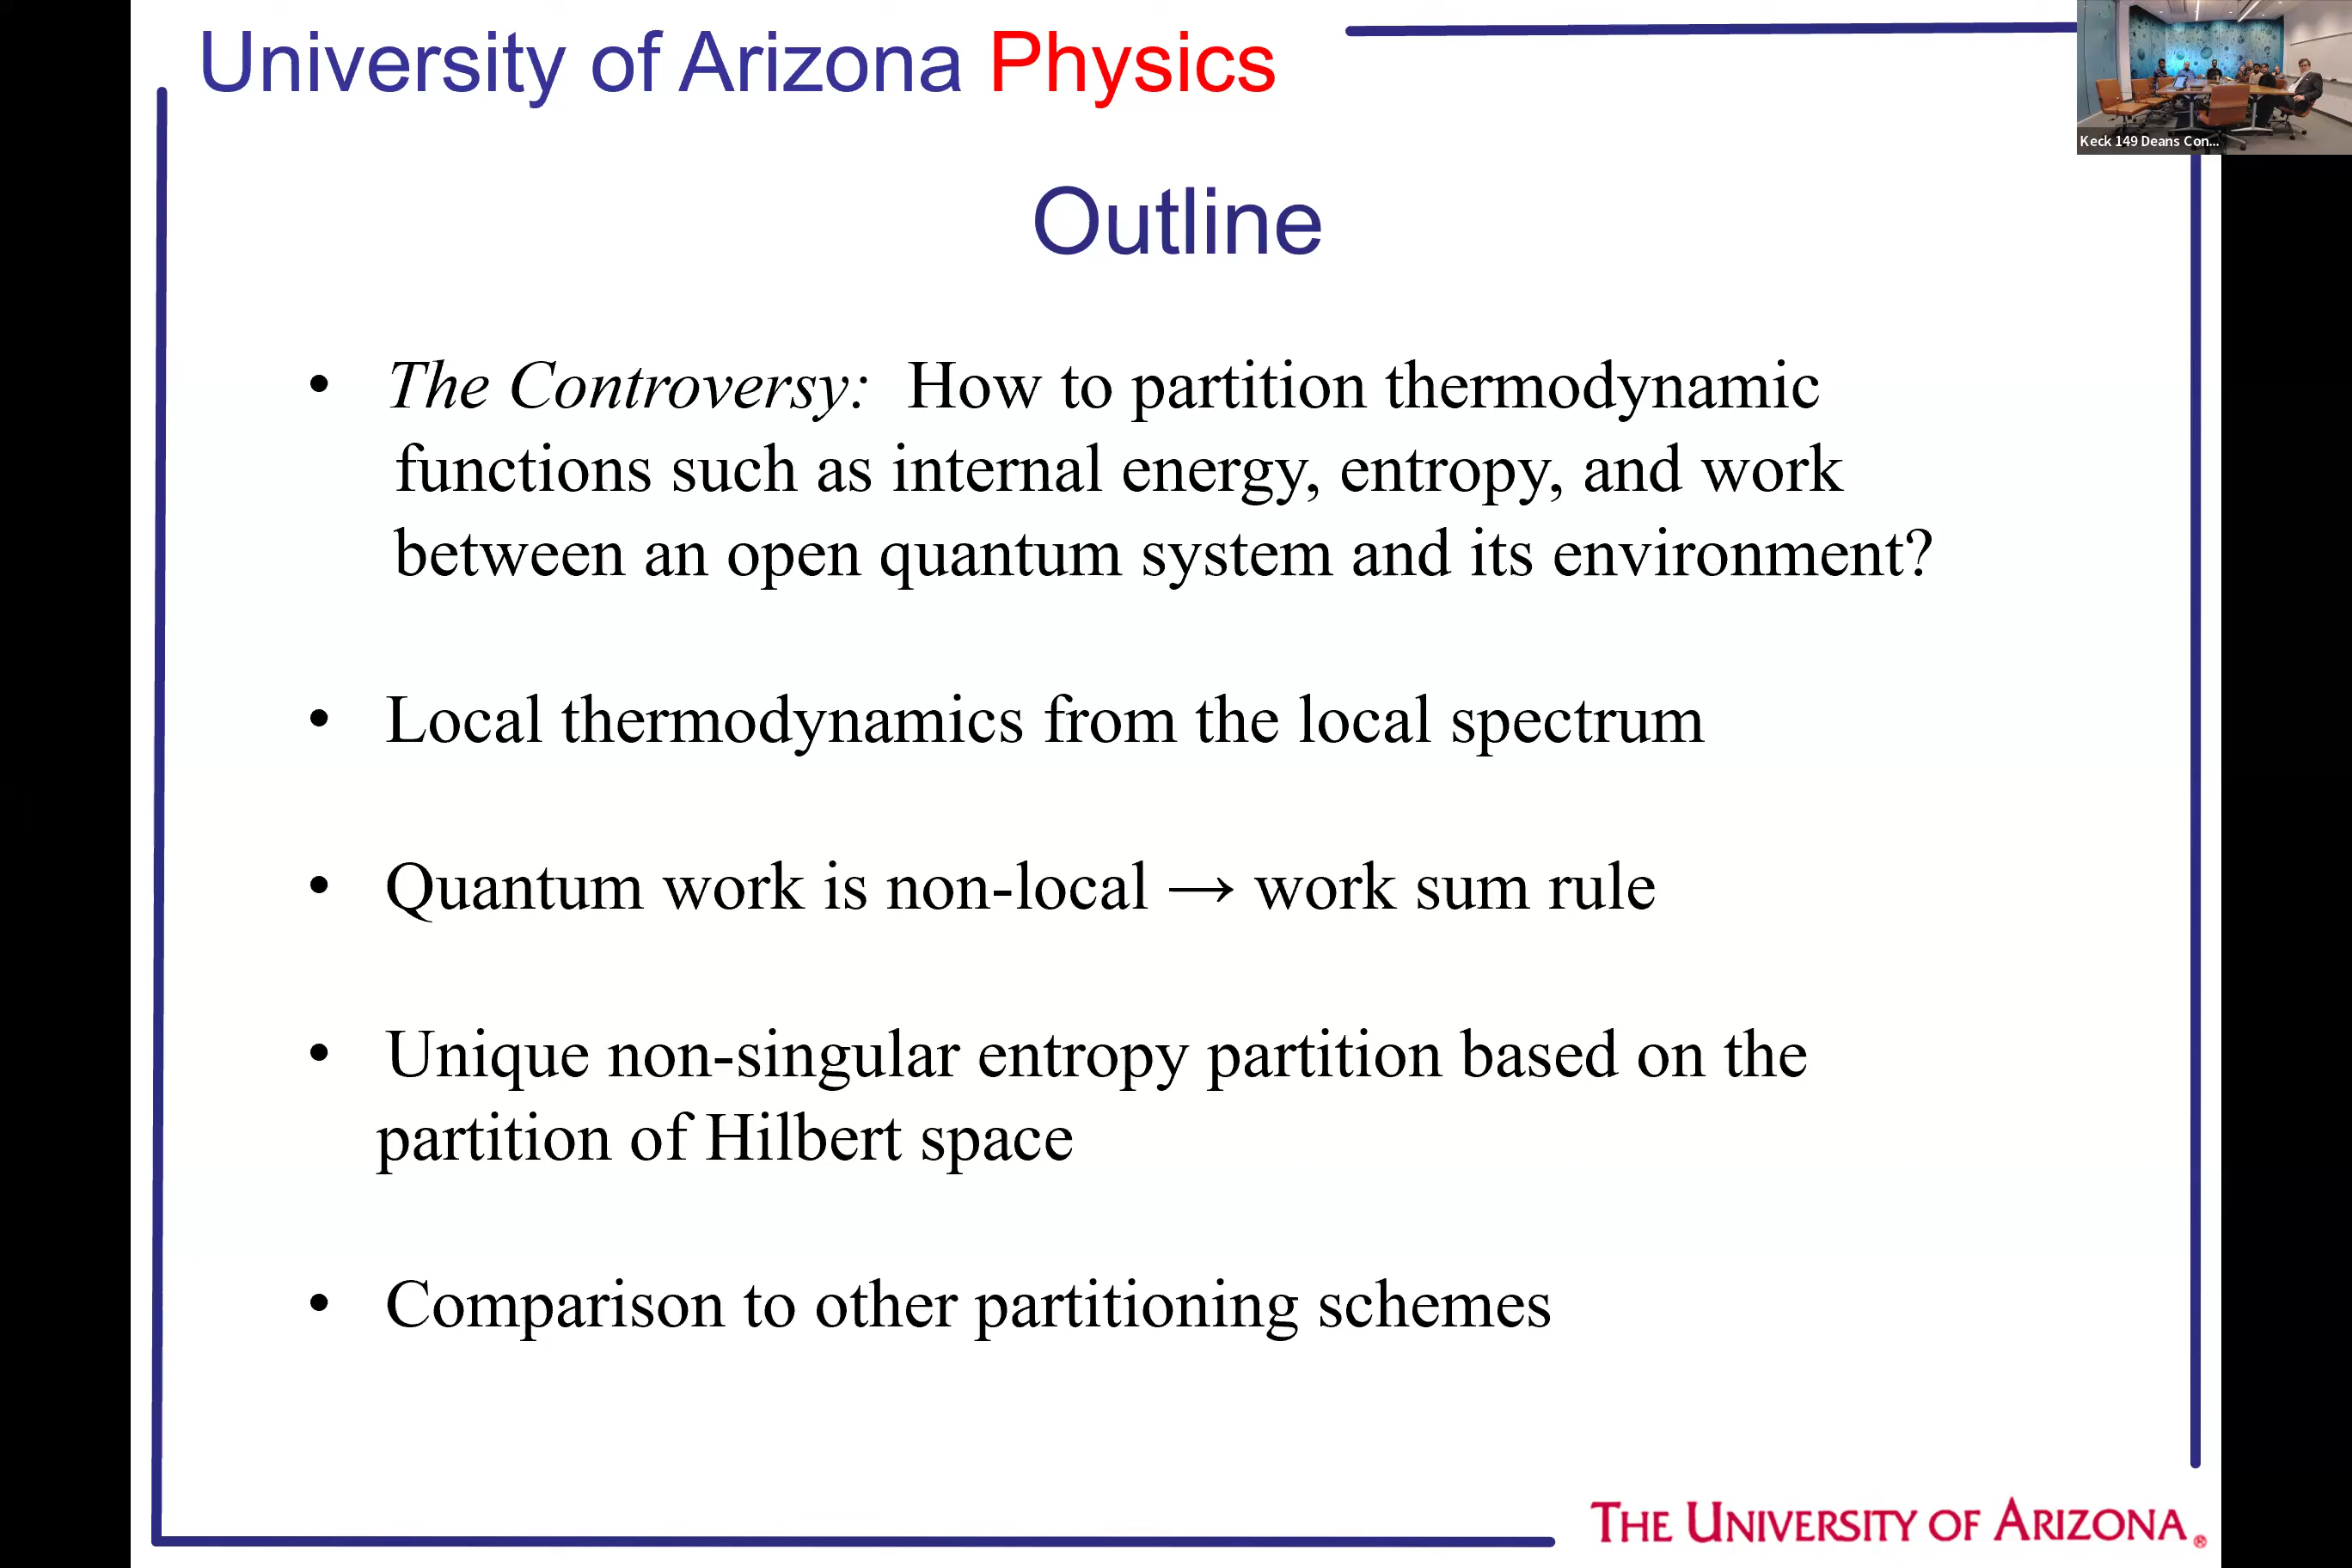 University of Arizona Physics
Keck 149 Deans Con...
Outline
• The Controversy: How to partition thermodynamic
functions such as internal energy, entropy, and work
between an open quantum system and its environment?
• Local thermodynamics from the local spectrum
• Quantum work is non-local → work sum rule
• Unique non-singular entropy partition based on the
partition of Hilbert space
• Comparison to other partitioning schemes
THE UNIVERSITY OF ARIZONA®